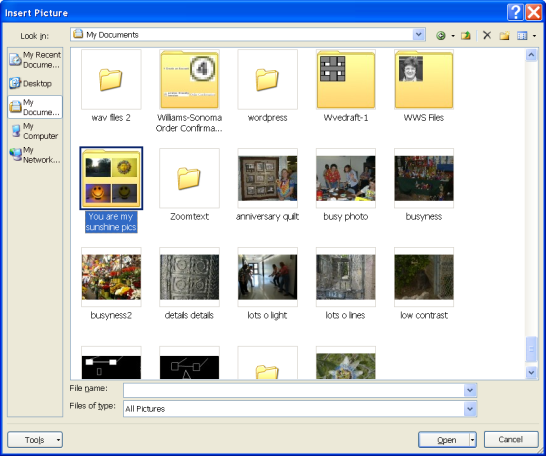 Insert Picture
Look in:
My Documents
My Recent
Docume...
Desktop
My
Docume...
My
Computer
My
Network...
wav files 2
Williams-Sonoma
Order Confirma...
wordpress
Wvedraft-1
WWS Files
You are my
sunshine pics
Zoomtext
anniversary quilt
busy photo
busyness
busyness2
details details
lots o light
lots o lines
low contrast
File name:
Files of type:
All Pictures
Tools
Open
Cancel